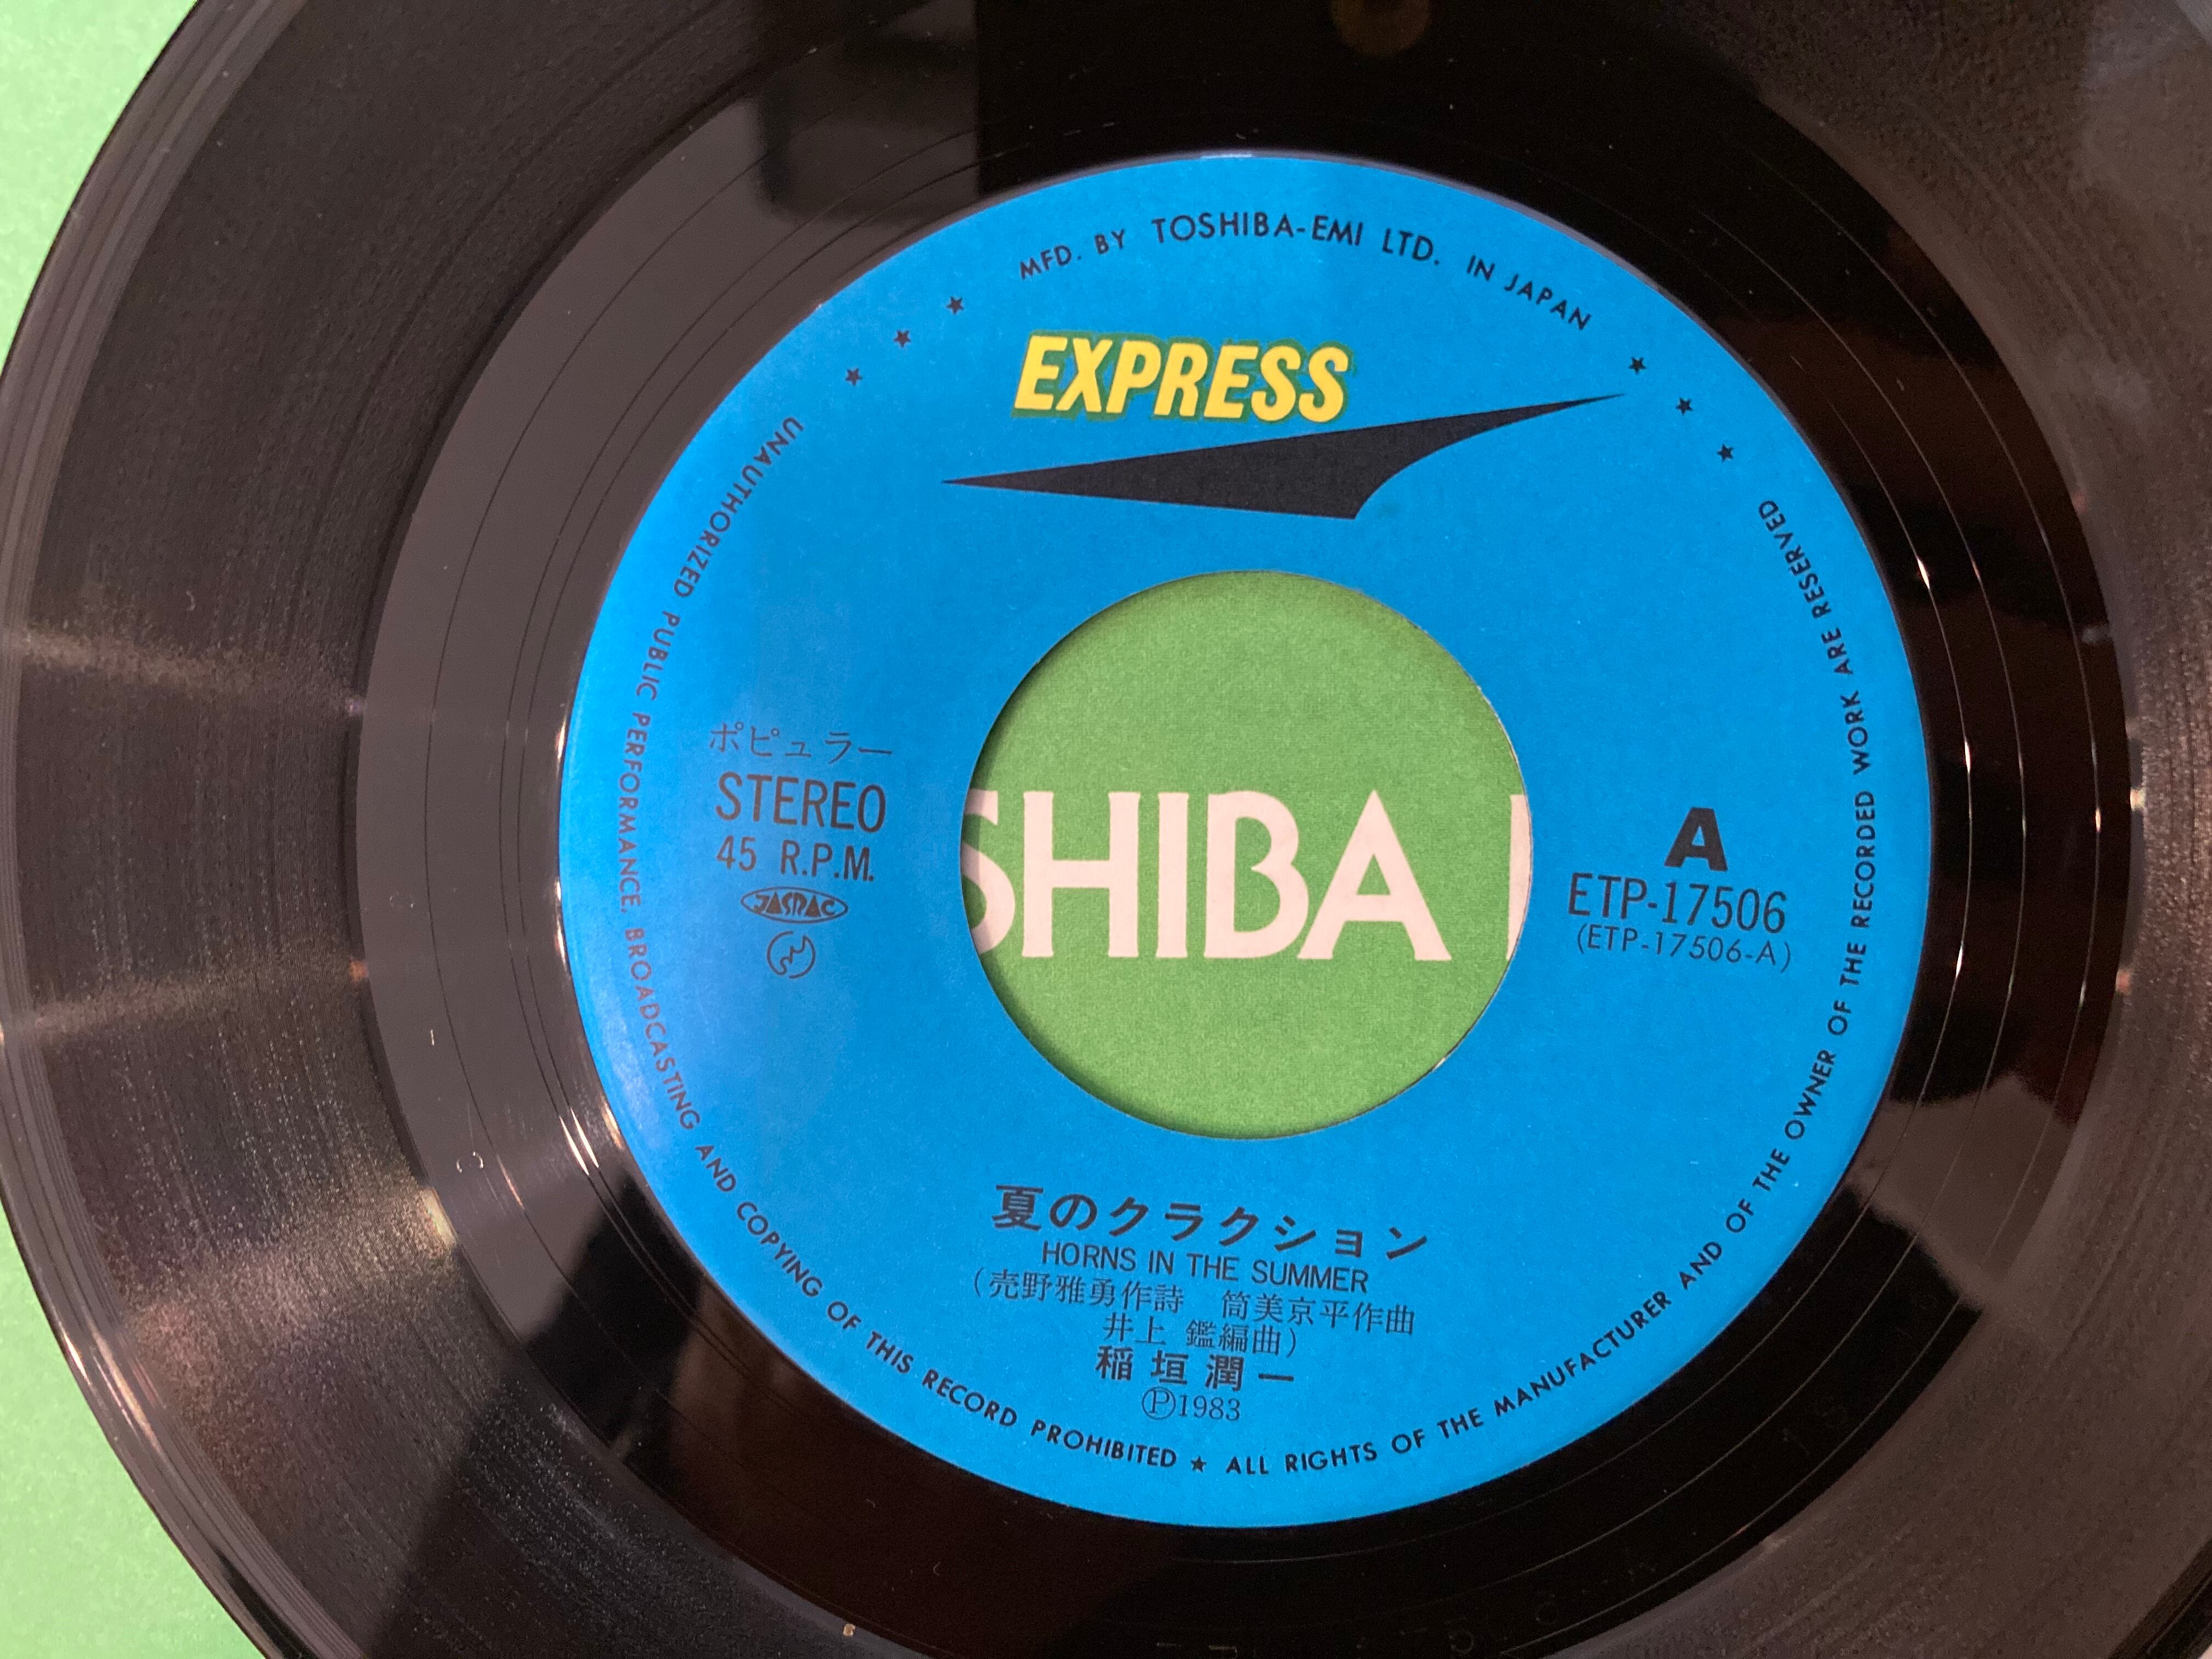 MFD. BY TOSHIBA-EMI LTD. IN JAPAN
EXPRESS
ポピュラー
STEREO
45 R.P.M.
JASRAC
SHIBA
A
ETP-17506
(ETP-17506-A)
夏のクラクション
HORNS IN THE SUMMER
(売野雅勇作詩 筒美京平作曲
井上 鑑編曲)
稲垣潤一
Ⓟ1983
UNAUTHORIZED PUBLIC PERFORMANCE, BROADCASTING AND COPYING OF THIS RECORD PROHIBITED ★ ALL RIGHTS OF THE MANUFACTURER AND OF THE OWNER OF THE RECORDED WORK ARE RESERVED